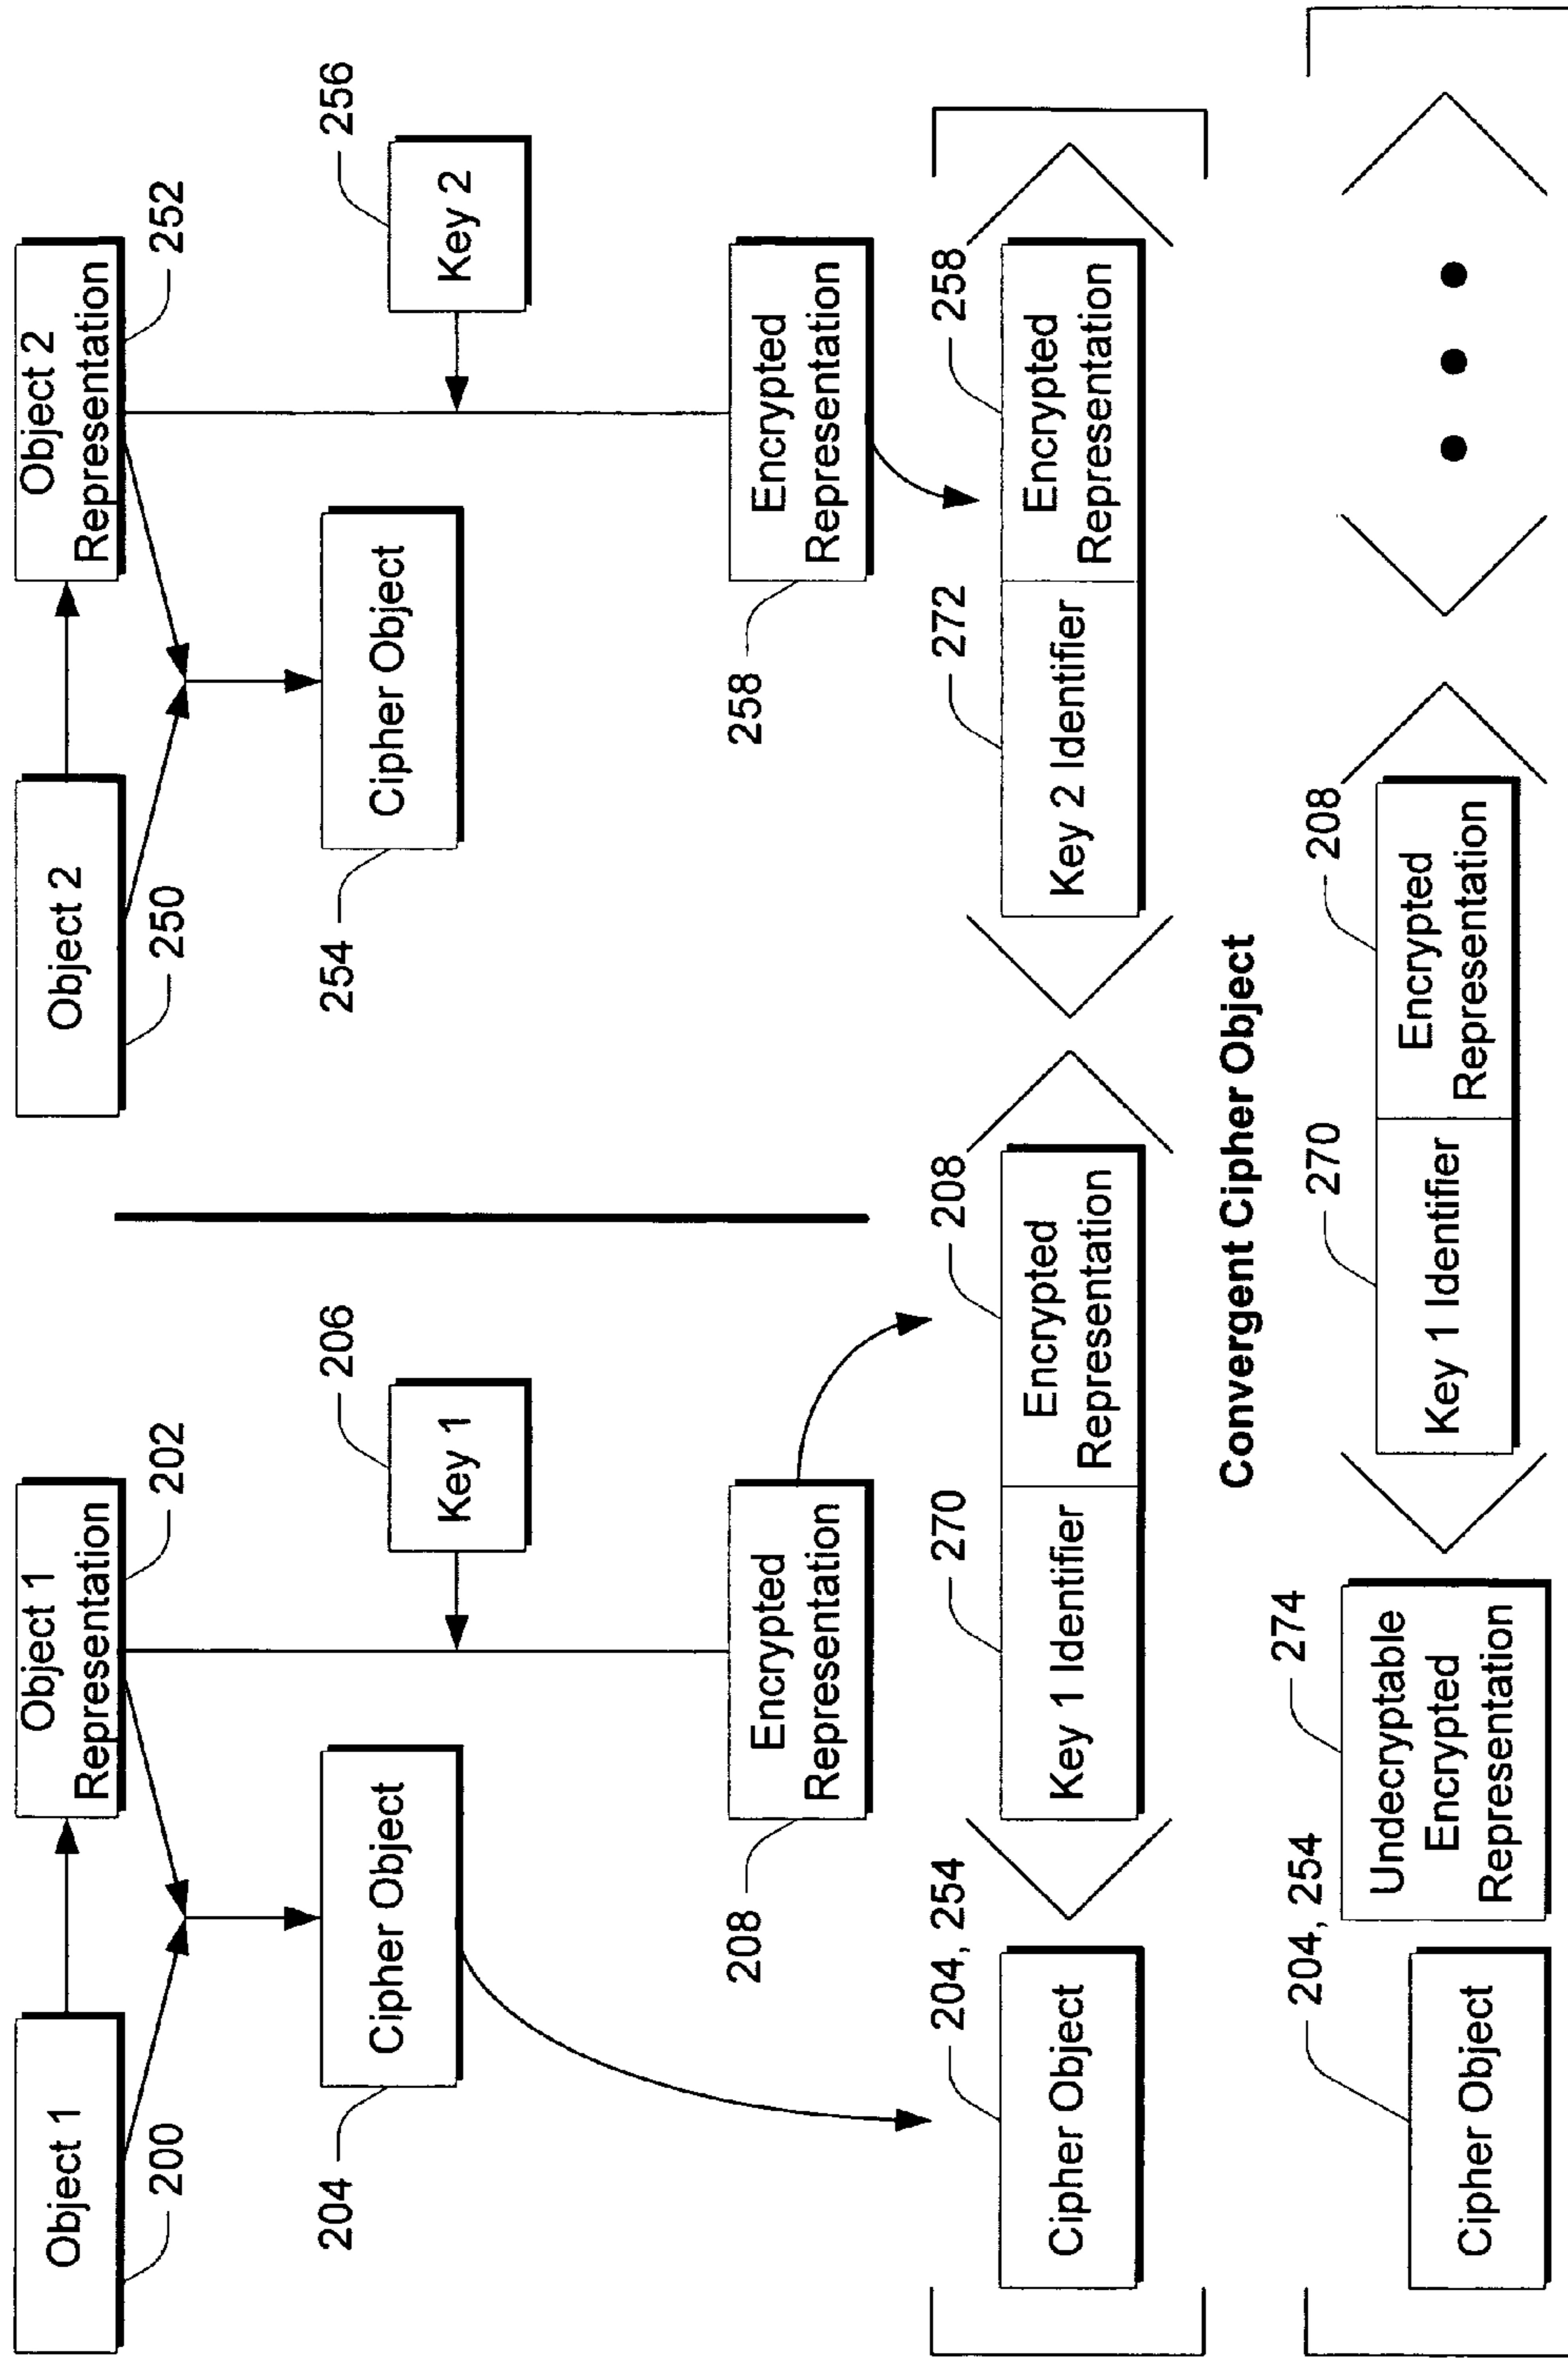 Object 1
200
Object 1
Representation
202
Cipher Object
204
Key 1
206
Encrypted
Representation
208
Object 2
250
Object 2
Representation
252
Cipher Object
254
Key 2
256
Encrypted
Representation
258
Cipher Object
204, 254
Key 1 Identifier
270
Encrypted
Representation
208
Key 2 Identifier
272
Encrypted
Representation
258
Convergent Cipher Object
Cipher Object
204, 254
Undecryptable
Encrypted
Representation
274
Key 1 Identifier
270
Encrypted
Representation
208